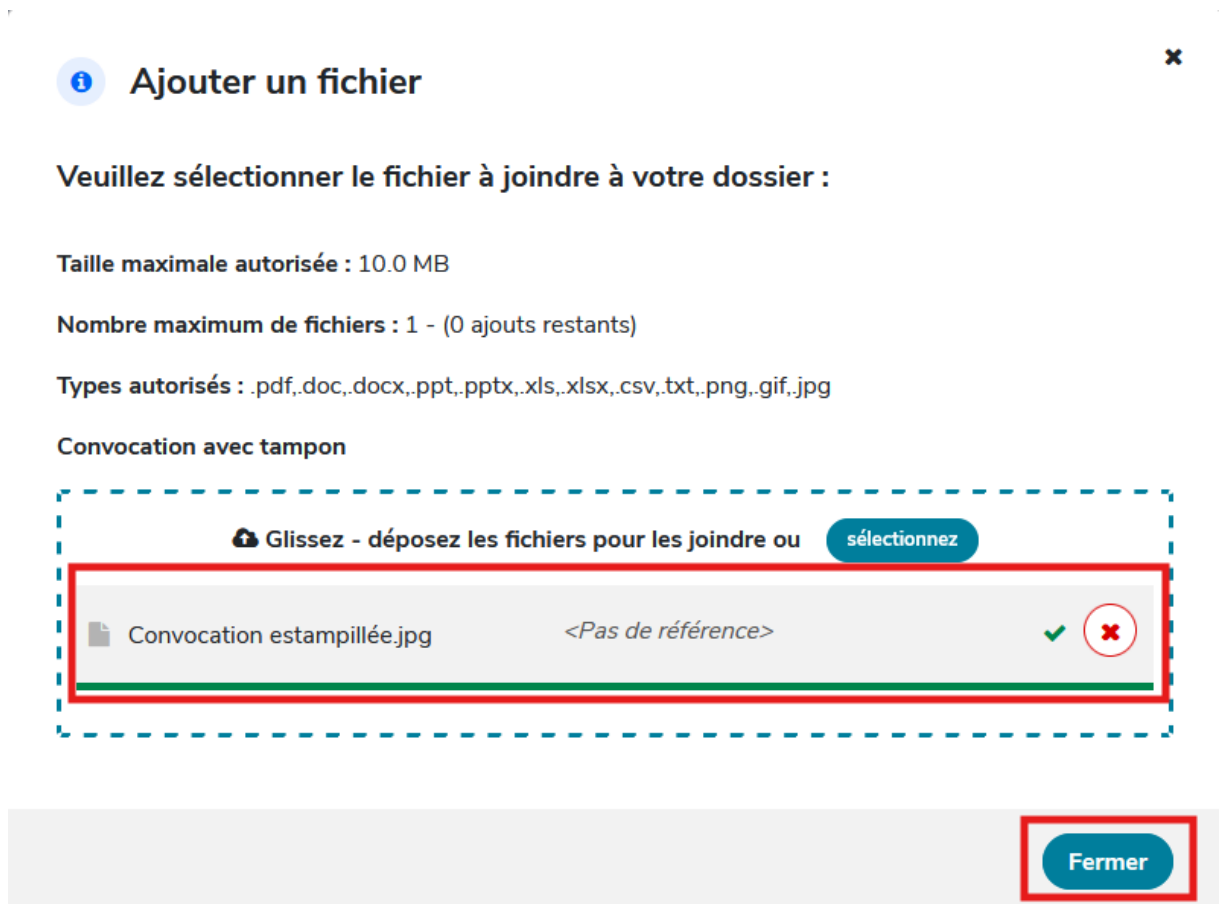 Ajouter un fichier
Veuillez sélectionner le fichier à joindre à votre dossier :
Taille maximale autorisée : 10.0 MB
Nombre maximum de fichiers : 1 - (0 ajouts restants)
Types autorisés : .pdf,.doc,.docx,.ppt,.pptx,.xls,.xlsx,.csv,.txt,.png,.gif,.jpg
Convocation avec tampon
Glissez - déposez les fichiers pour les joindre ou sélectionnez
Convocation estampillée.jpg <Pas de référence>
Fermer